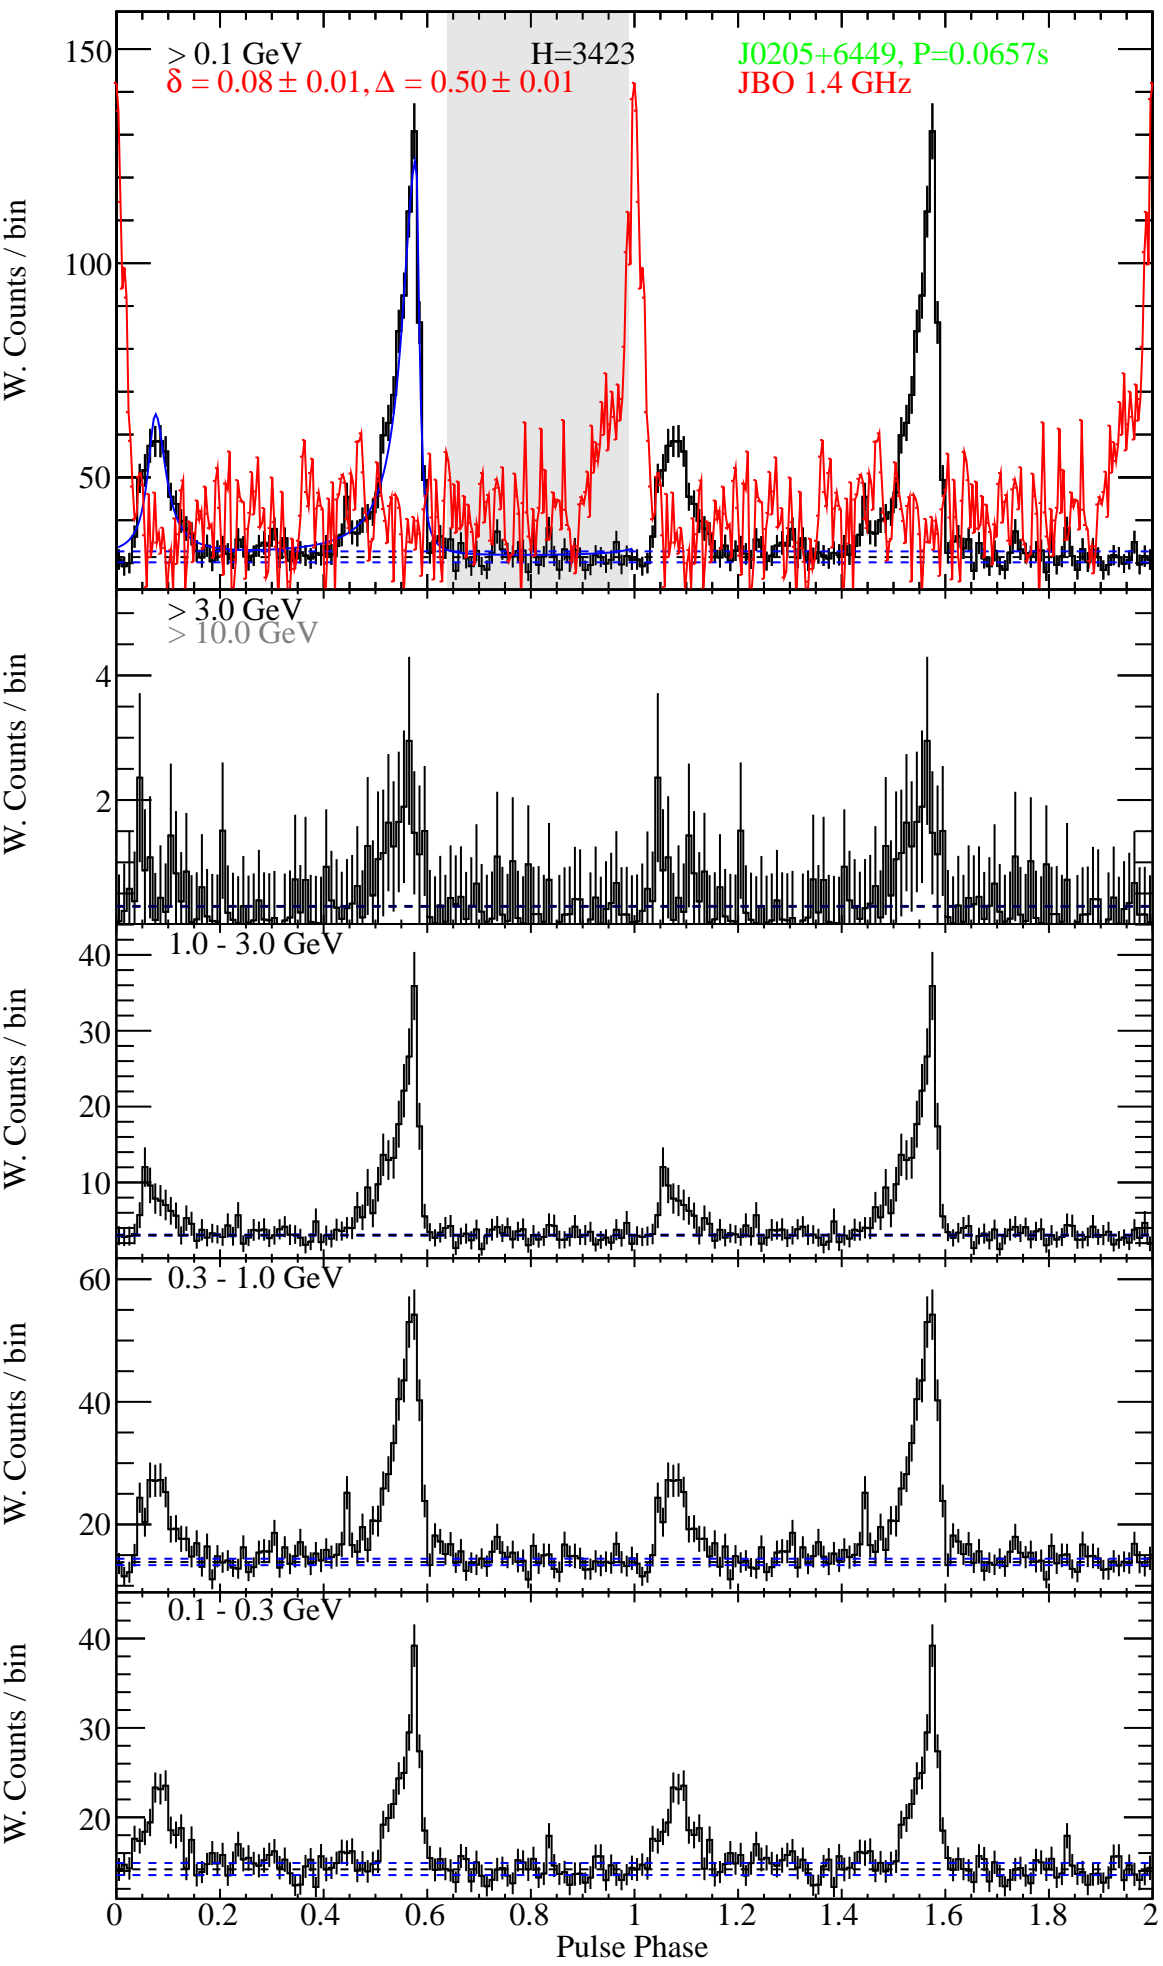 > 0.1 GeV H=3423 J0205+6449, P=0.0657s
δ = 0.08 ± 0.01, Δ = 0.50 ± 0.01 JBO 1.4 GHz
150
100
50
W. Counts / bin
> 3.0 GeV
> 10.0 GeV
4
2
W. Counts / bin
1.0 - 3.0 GeV
40
30
20
10
W. Counts / bin
0.3 - 1.0 GeV
60
40
20
W. Counts / bin
0.1 - 0.3 GeV
40
30
20
W. Counts / bin
0 0.2 0.4 0.6 0.8 1 1.2 1.4 1.6 1.8 2
Pulse Phase